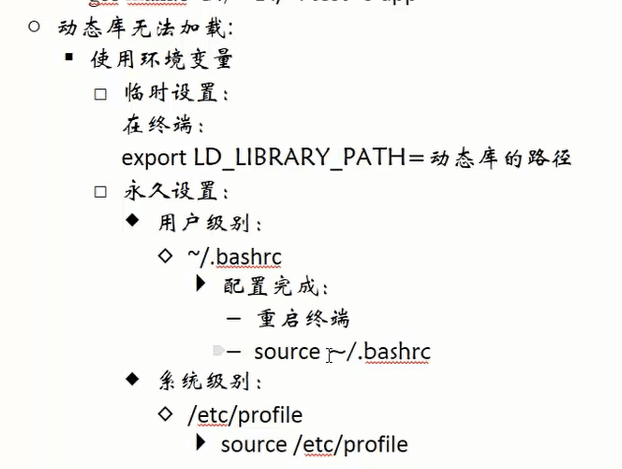 动态库无法加载:
使用环境变量
临时设置:
在终端:
export LD_LIBRARY_PATH=动态库的路径
永久设置:
用户级别:
~/.bashrc
配置完成:
– 重启终端
– source ~/.bashrc
系统级别:
/etc/profile
source /etc/profile